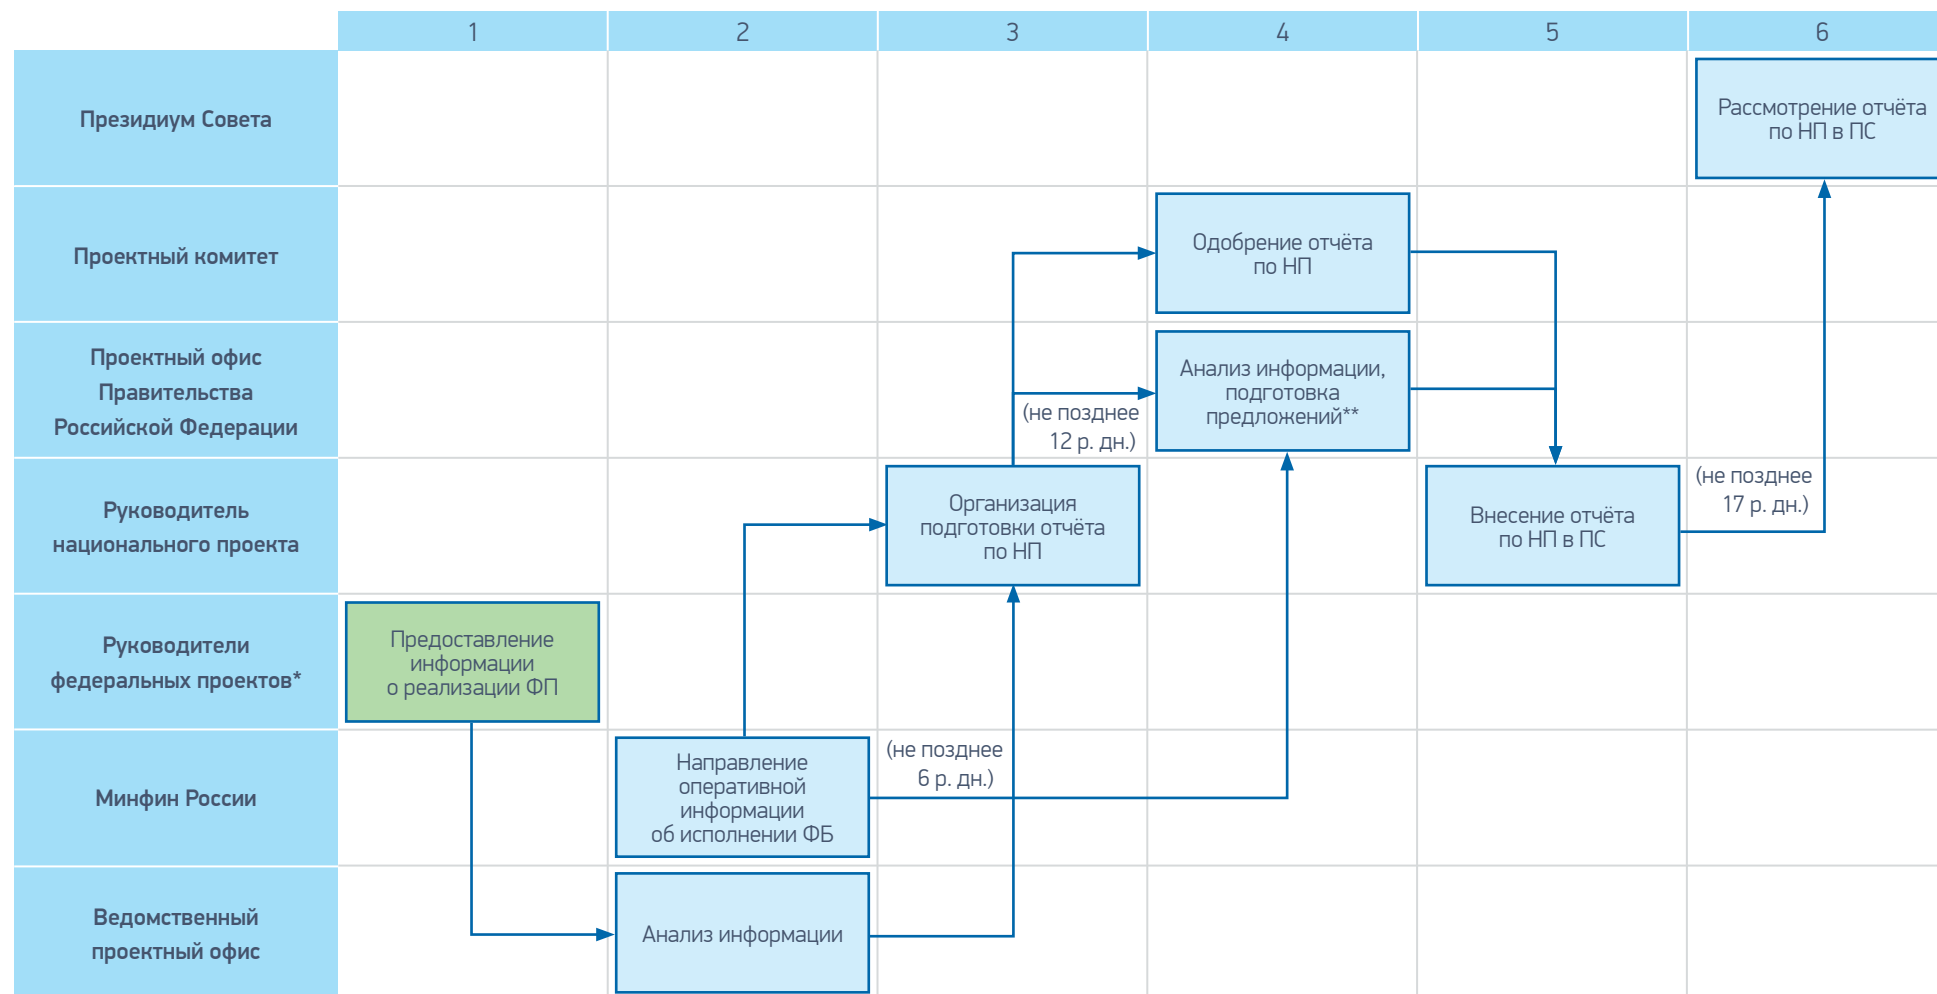 1 2 3 4 5 6
Президиум Совета
Рассмотрение отчёта
по НП в ПС
Проектный комитет
Одобрение отчёта
по НП
Проектный офис
Правительства
Российской Федерации
(не позднее
12 р. дн.)
Анализ информации,
подготовка
предложений**
Руководитель
национального проекта
Организация
подготовки отчёта
по НП
Внесение отчёта
по НП в ПС
(не позднее
17 р. дн.)
Руководители
федеральных проектов*
Предоставление
информации
о реализации ФП
Минфин России
Направление
оперативной
информации
об исполнении ФБ
(не позднее
6 р. дн.)
Ведомственный
проектный офис
Анализ информации